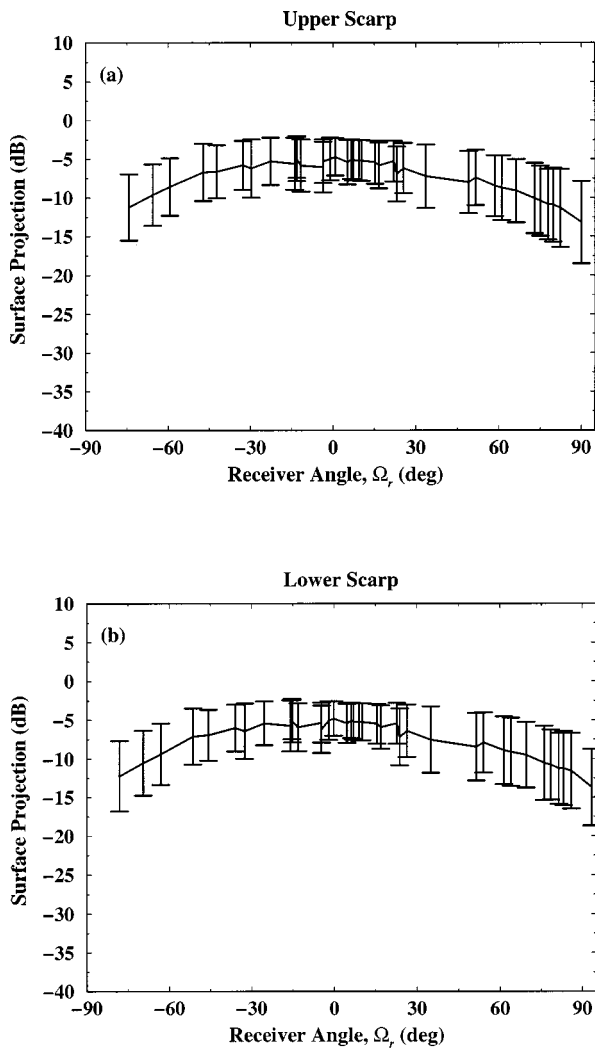 Upper Scarp
(a)
10
5
0
−5
−10
−15
−20
−25
−30
−35
−40
Surface Projection (dB)
−90 −60 −30 0 30 60 90
Receiver Angle, Ωr (deg)
Lower Scarp
(b)
10
5
0
−5
−10
−15
−20
−25
−30
−35
−40
Surface Projection (dB)
−90 −60 −30 0 30 60 90
Receiver Angle, Ωr (deg)